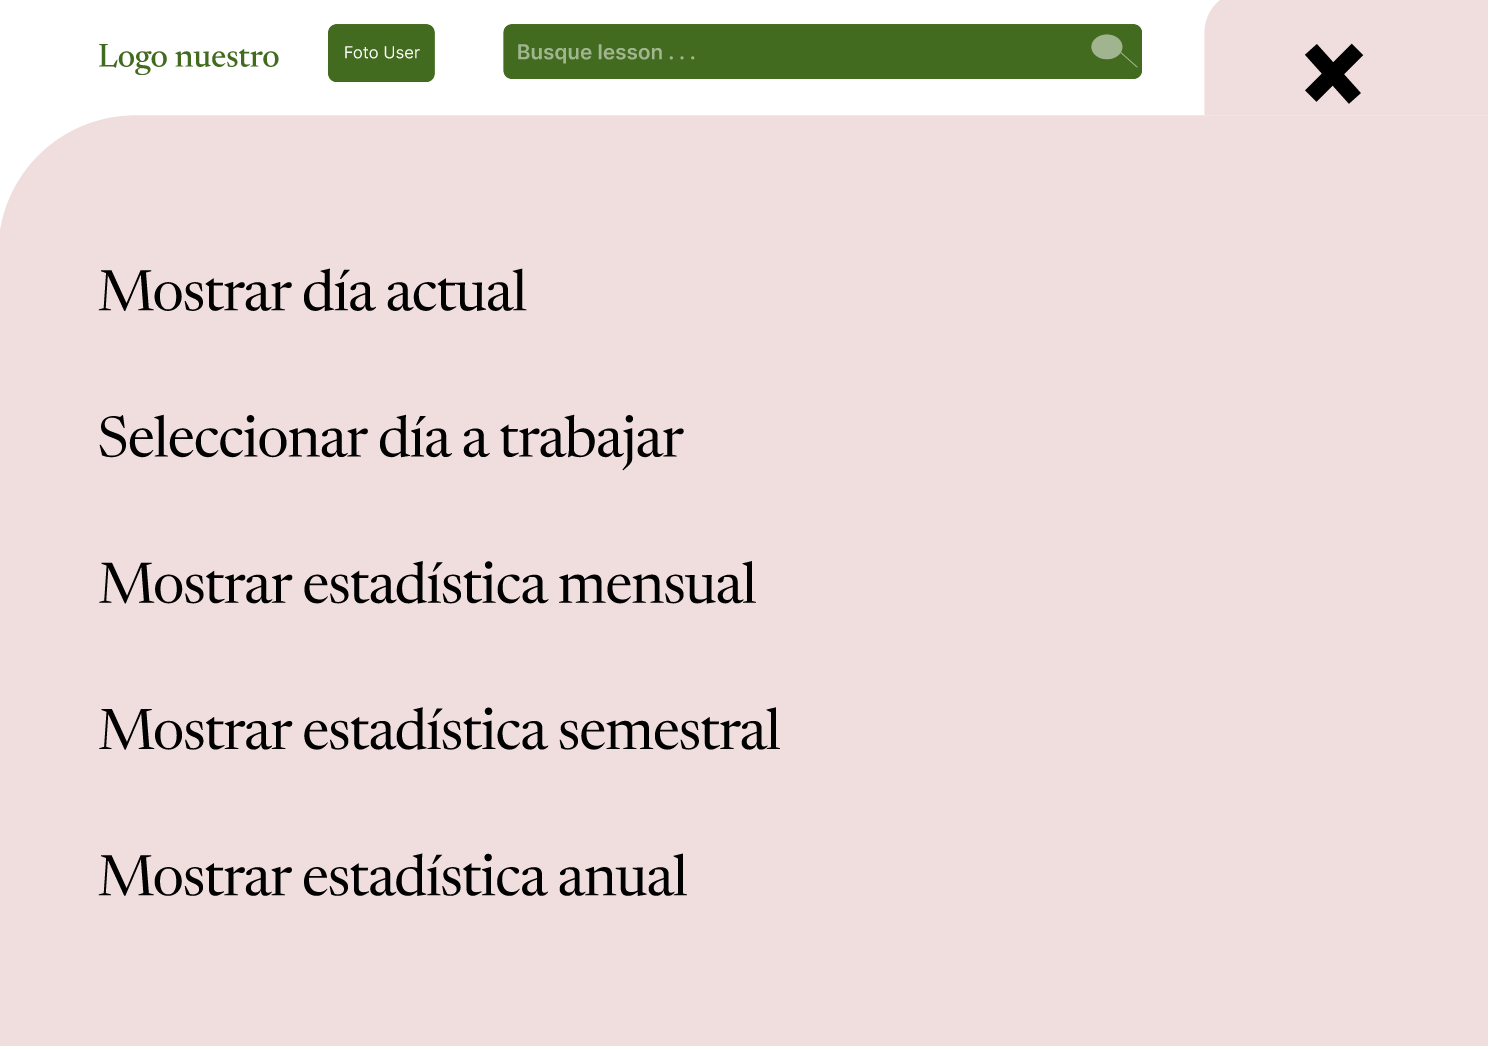 Logo nuestro
Foto User
Busque lesson . . .
Mostrar día actual
Seleccionar día a trabajar
Mostrar estadística mensual
Mostrar estadística semestral
Mostrar estadística anual